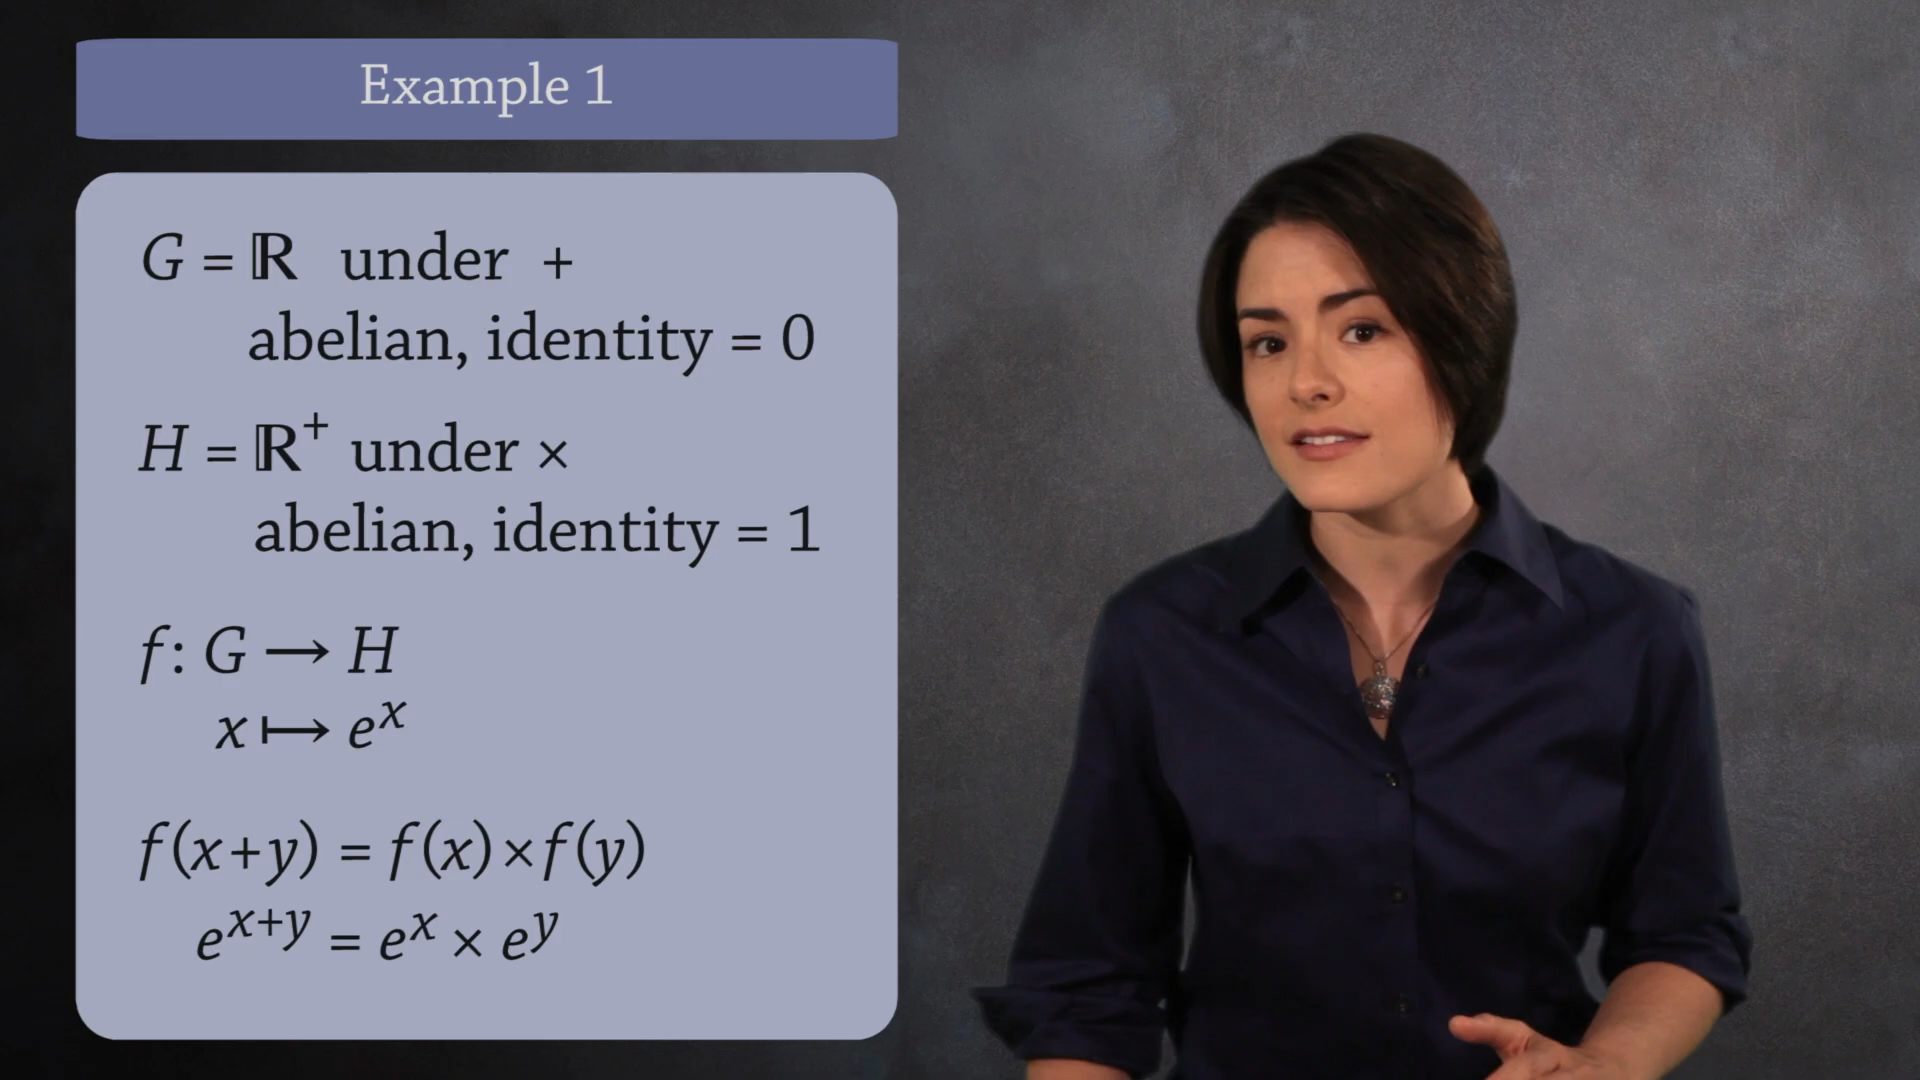 Example 1
G = ℝ under +
abelian, identity = 0
H = ℝ⁺ under ×
abelian, identity = 1
f: G ⟶ H
x ⟼ eˣ
f(x+y) = f(x)×f(y)
eˣ⁺ʸ = eˣ × eʸ